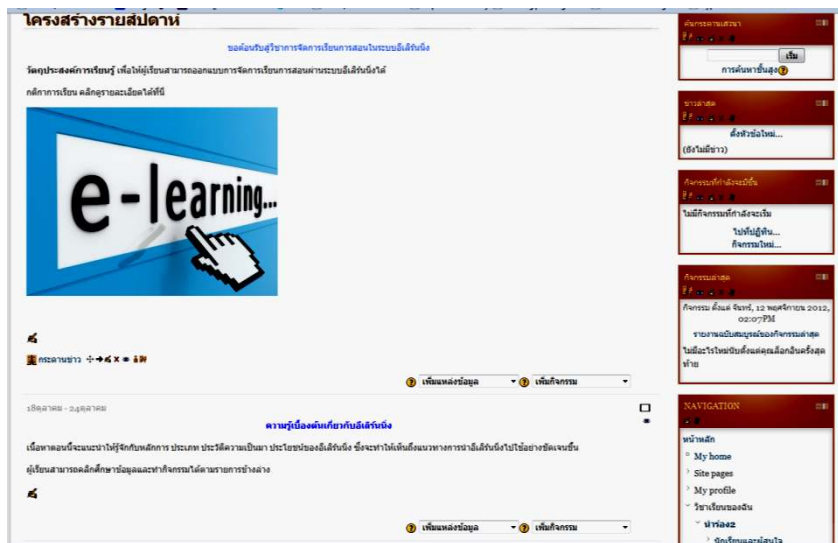 โครงสร้างรายสัปดาห์
ขอต้อนรับสู่วิชาการจัดการเรียนการสอนในระบบอีเลิร์นนิ่ง
วัตถุประสงค์การเรียนรู้ เพื่อให้ผู้เรียนสามารถออกแบบการจัดการเรียนการสอนผ่านระบบอีเลิร์นนิ่งได้
กติกาการเรียน คลิกดูรายละเอียดได้ที่นี่
e-learning...
กระดานข่าว
เพิ่มแหล่งข้อมูล
เพิ่มกิจกรรม
18ตุลาคม - 24ตุลาคม
ความรู้เบื้องต้นเกี่ยวกับอีเลิร์นนิ่ง
เนื้อหาตอนนี้จะแนะนำให้รู้จักกับหลักการ ประเภท ประวัติความเป็นมา ประโยชน์ของอีเลิร์นนิ่ง ซึ่งจะทำให้เห็นถึงแนวทางการนำอีเลิร์นนิ่งไปใช้อย่างชัดเจนขึ้น
ผู้เรียนสามารถคลิกศึกษาข้อมูลและทำกิจกรรมได้ตามรายการข้างล่าง
เพิ่มแหล่งข้อมูล
เพิ่มกิจกรรม
ค้นกระดานเสวนา
เริ่ม
การค้นหาขั้นสูง
ข่าวล่าสุด
ตั้งหัวข้อใหม่...
(ยังไม่มีข่าว)
กิจกรรมที่กำลังจะมีขึ้น
ไม่มีกิจกรรมที่กำลังจะเริ่ม
ไปที่ปฏิทิน...
กิจกรรมใหม่...
กิจกรรมล่าสุด
กิจกรรม ตั้งแต่ จันทร์, 12 พฤศจิกายน 2012,
02:07PM
รายงานฉบับสมบูรณ์ของกิจกรรมล่าสุด
ไม่มีอะไรใหม่นับตั้งแต่คุณล็อกอินครั้งสุด
ท้าย
NAVIGATION
หน้าหลัก
My home
Site pages
My profile
วิชาเรียนของฉัน
นำร่อง2
นักเรียนและผู้สนใจ